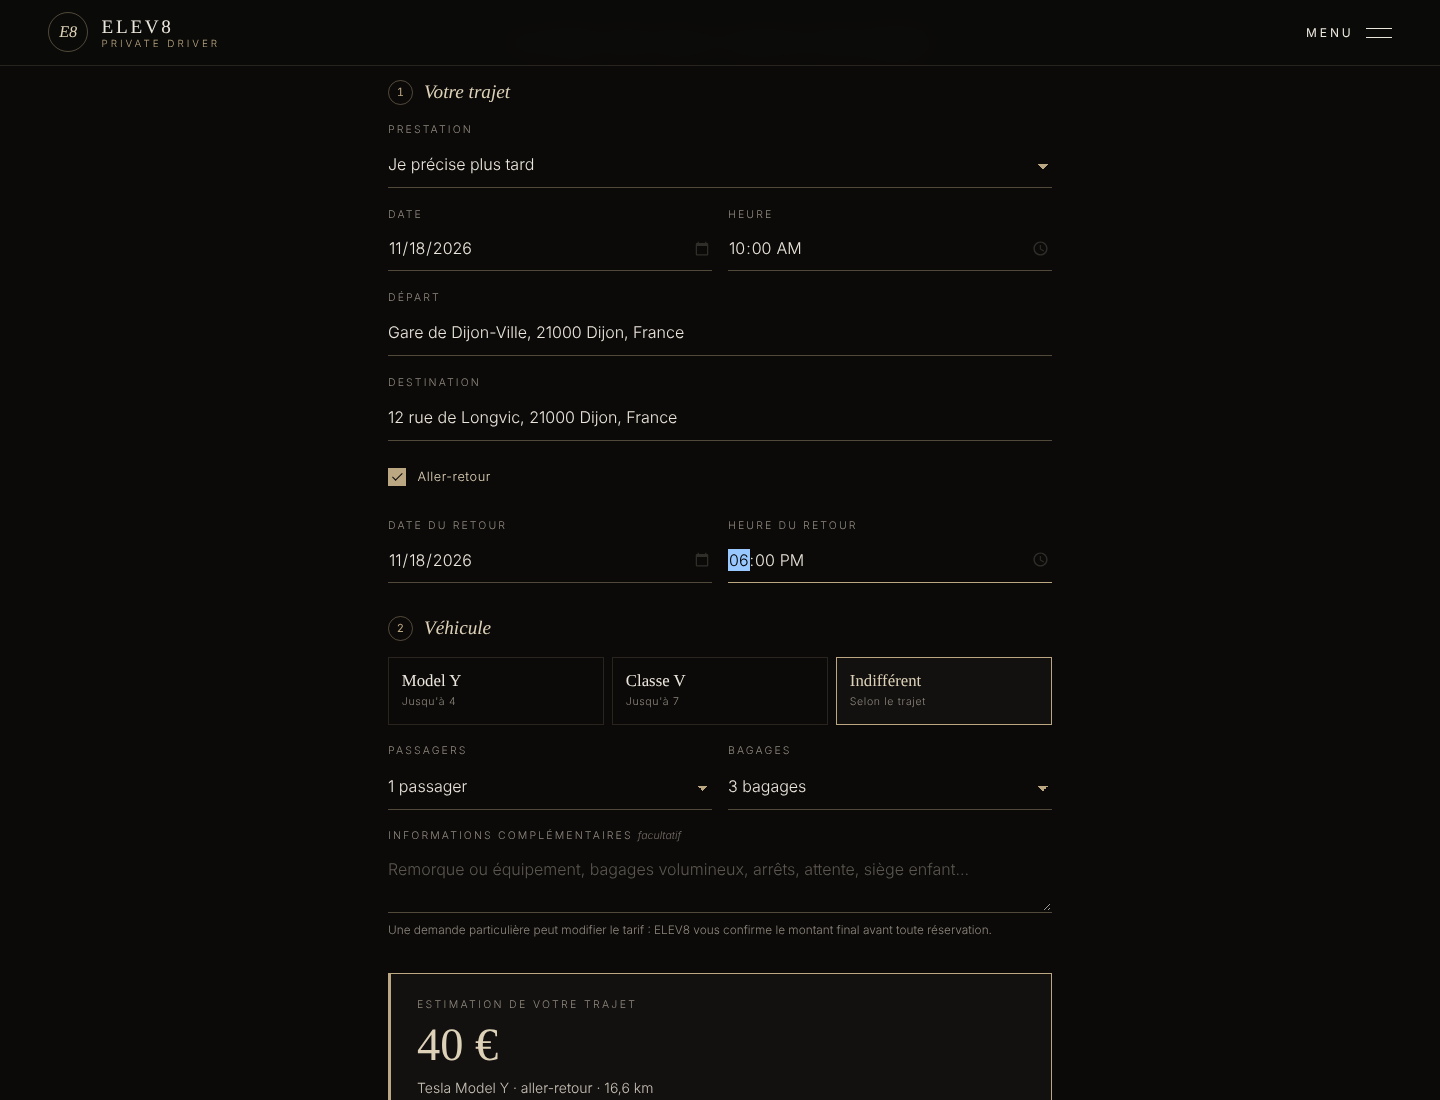 E8
ELEV8
PRIVATE DRIVER
MENU
1 Votre trajet
PRESTATION
Je précise plus tard
DATE
HEURE
11/18/2026
10:00 AM
DÉPART
Gare de Dijon-Ville, 21000 Dijon, France
DESTINATION
12 rue de Longvic, 21000 Dijon, France
Aller-retour
DATE DU RETOUR
HEURE DU RETOUR
11/18/2026
06:00 PM
2 Véhicule
Model Y
Jusqu'à 4
Classe V
Jusqu'à 7
Indifférent
Selon le trajet
PASSAGERS
BAGAGES
1 passager
3 bagages
INFORMATIONS COMPLÉMENTAIRES facultatif
Remorque ou équipement, bagages volumineux, arrêts, attente, siège enfant...
Une demande particulière peut modifier le tarif : ELEV8 vous confirme le montant final avant toute réservation.
ESTIMATION DE VOTRE TRAJET
40 €
Tesla Model Y · aller-retour · 16,6 km